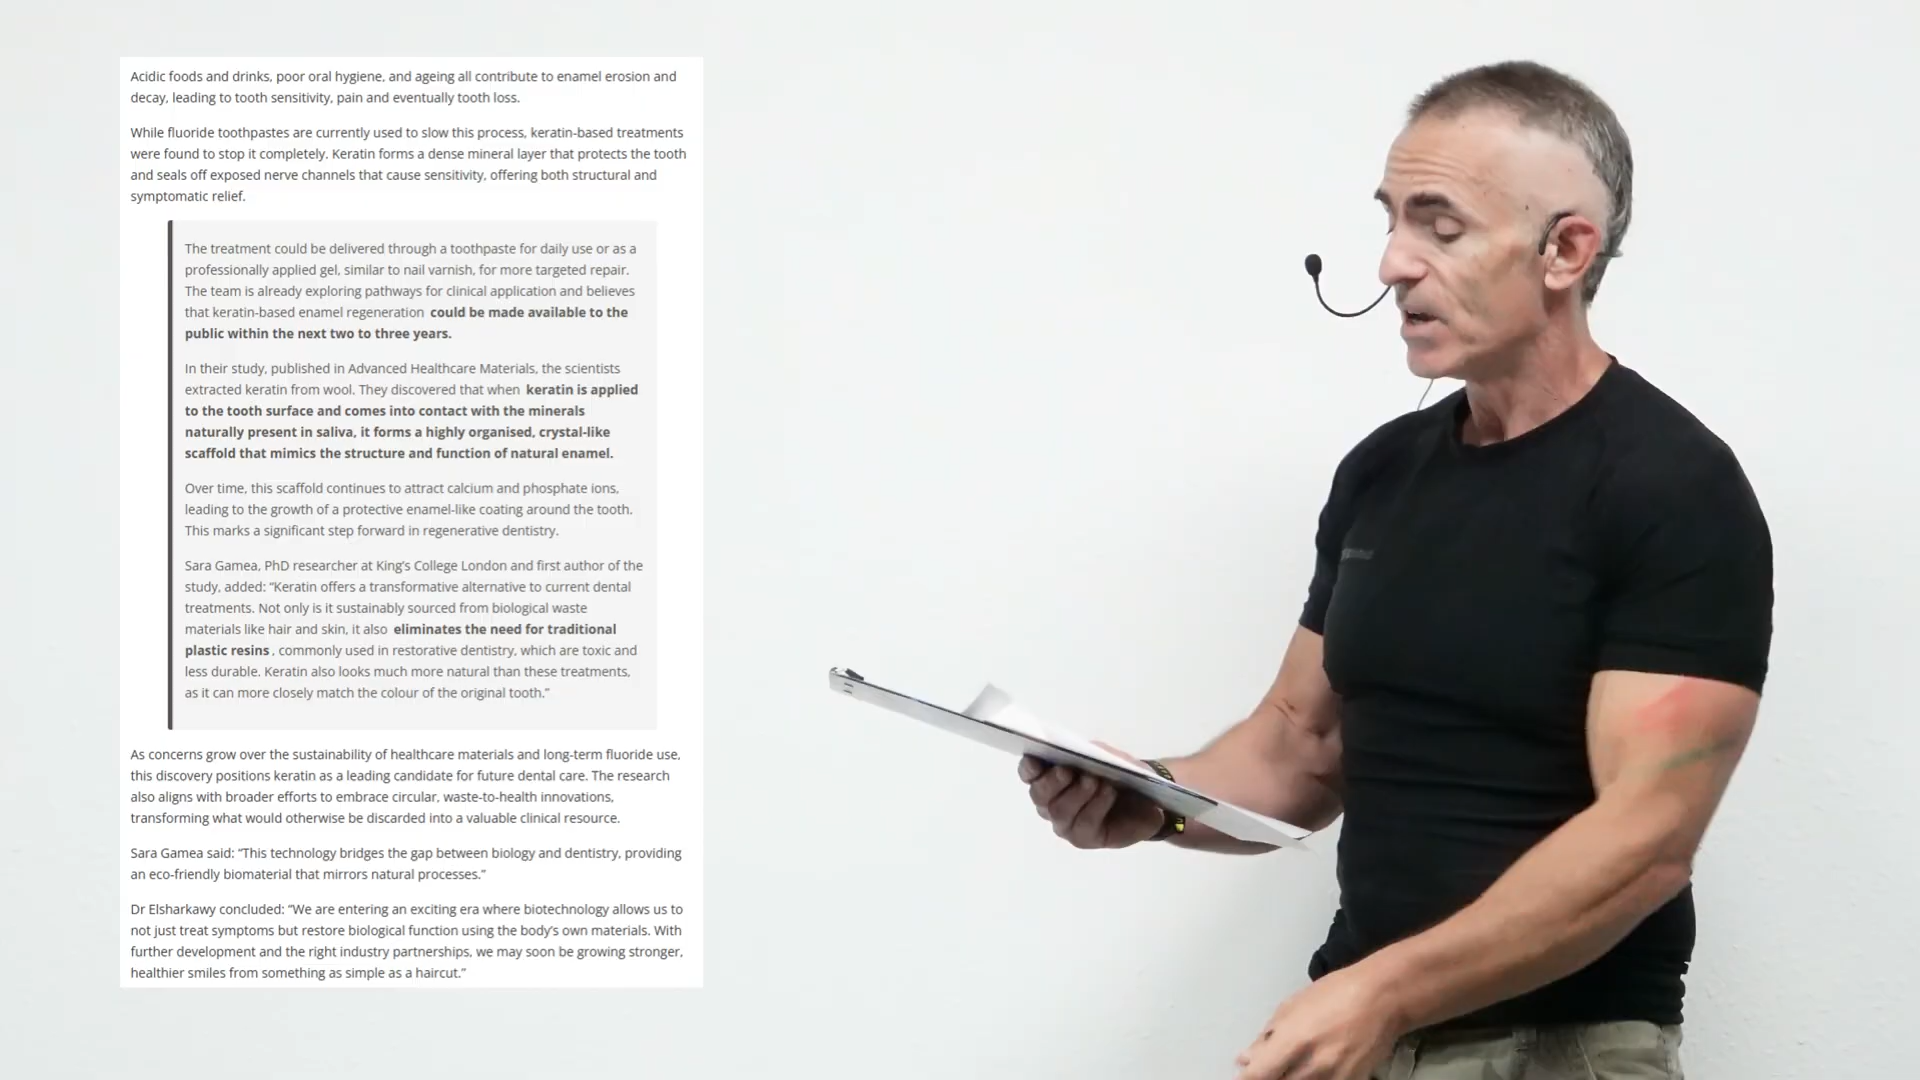 Acidic foods and drinks, poor oral hygiene, and ageing all contribute to enamel erosion and
decay, leading to tooth sensitivity, pain and eventually tooth loss.
While fluoride toothpastes are currently used to slow this process, keratin-based treatments
were found to stop it completely. Keratin forms a dense mineral layer that protects the tooth
and seals off exposed nerve channels that cause sensitivity, offering both structural and
symptomatic relief.
The treatment could be delivered through a toothpaste for daily use or as a
professionally applied gel, similar to nail varnish, for more targeted repair.
The team is already exploring pathways for clinical application and believes
that keratin-based enamel regeneration could be made available to the
public within the next two to three years.
In their study, published in Advanced Healthcare Materials, the scientists
extracted keratin from wool. They discovered that when keratin is applied
to the tooth surface and comes into contact with the minerals
naturally present in saliva, it forms a highly organised, crystal-like
scaffold that mimics the structure and function of natural enamel.
Over time, this scaffold continues to attract calcium and phosphate ions,
leading to the growth of a protective enamel-like coating around the tooth.
This marks a significant step forward in regenerative dentistry.
Sara Gamea, PhD researcher at King’s College London and first author of the
study, added: “Keratin offers a transformative alternative to current dental
treatments. Not only is it sustainably sourced from biological waste
materials like hair and skin, it also eliminates the need for traditional
plastic resins, commonly used in restorative dentistry, which are toxic and
less durable. Keratin also looks much more natural than these treatments,
as it can more closely match the colour of the original tooth.”
As concerns grow over the sustainability of healthcare materials and long-term fluoride use,
this discovery positions keratin as a leading candidate for future dental care. The research
also aligns with broader efforts to embrace circular, waste-to-health innovations,
transforming what would otherwise be discarded into a valuable clinical resource.
Sara Gamea said: “This technology bridges the gap between biology and dentistry, providing
an eco-friendly biomaterial that mirrors natural processes.”
Dr Elsharkawy concluded: “We are entering an exciting era where biotechnology allows us to
not just treat symptoms but restore biological function using the body’s own materials. With
further development and the right industry partnerships, we may soon be growing stronger,
healthier smiles from something as simple as a haircut.”